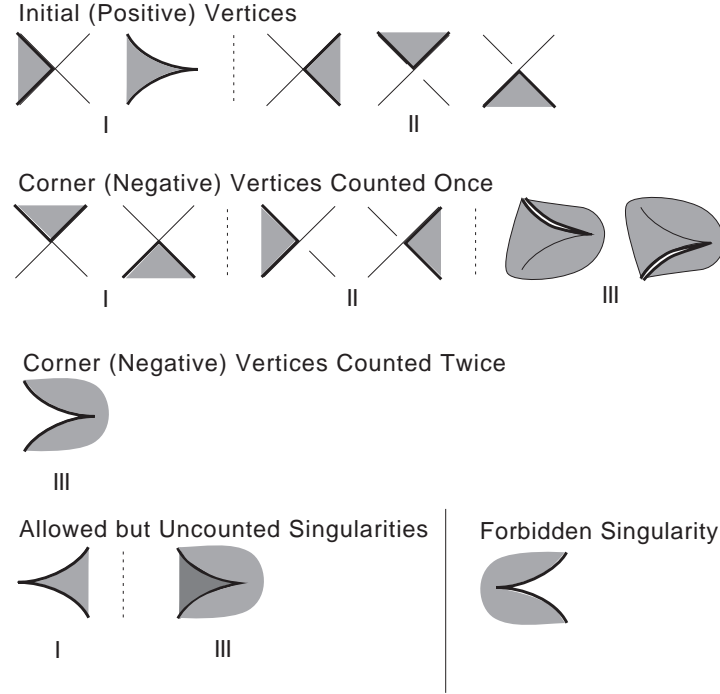 Initial (Positive) Vertices
I II
Corner (Negative) Vertices Counted Once
I II III
Corner (Negative) Vertices Counted Twice
III
Allowed but Uncounted Singularities
Forbidden Singularity
I III